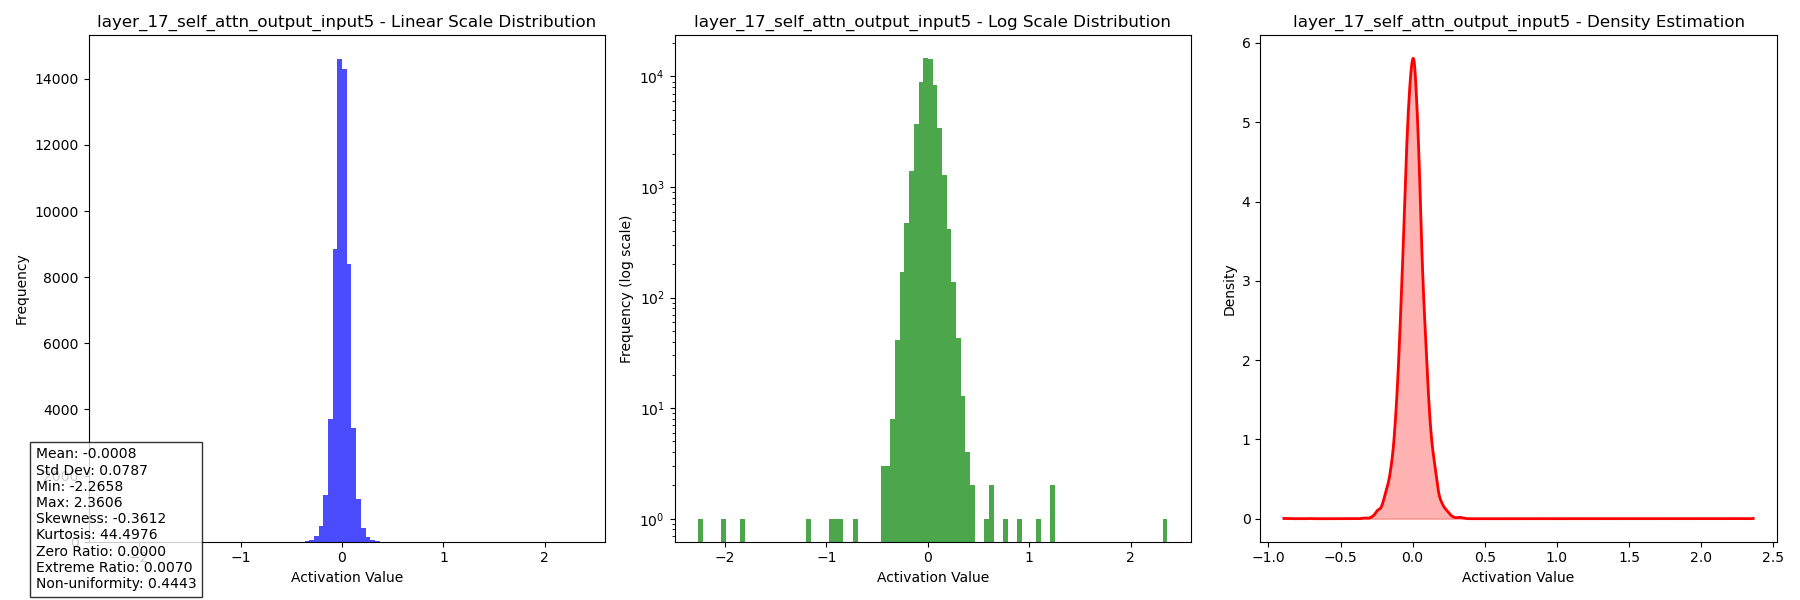 layer_17_self_attn_output_input5 - Linear Scale Distribution
Frequency
14000
12000
10000
8000
6000
4000
2000
0
−2
−1
0
1
2
Activation Value
Mean: -0.0008
Std Dev: 0.0787
Min: -2.2658
Max: 2.3606
Skewness: -0.3612
Kurtosis: 44.4976
Zero Ratio: 0.0000
Extreme Ratio: 0.0070
Non-uniformity: 0.4443
layer_17_self_attn_output_input5 - Log Scale Distribution
Frequency (log scale)
10⁴
10³
10²
10¹
10⁰
−2
−1
0
1
2
Activation Value
layer_17_self_attn_output_input5 - Density Estimation
Density
6
5
4
3
2
1
0
−1.0
−0.5
0.0
0.5
1.0
1.5
2.0
2.5
Activation Value